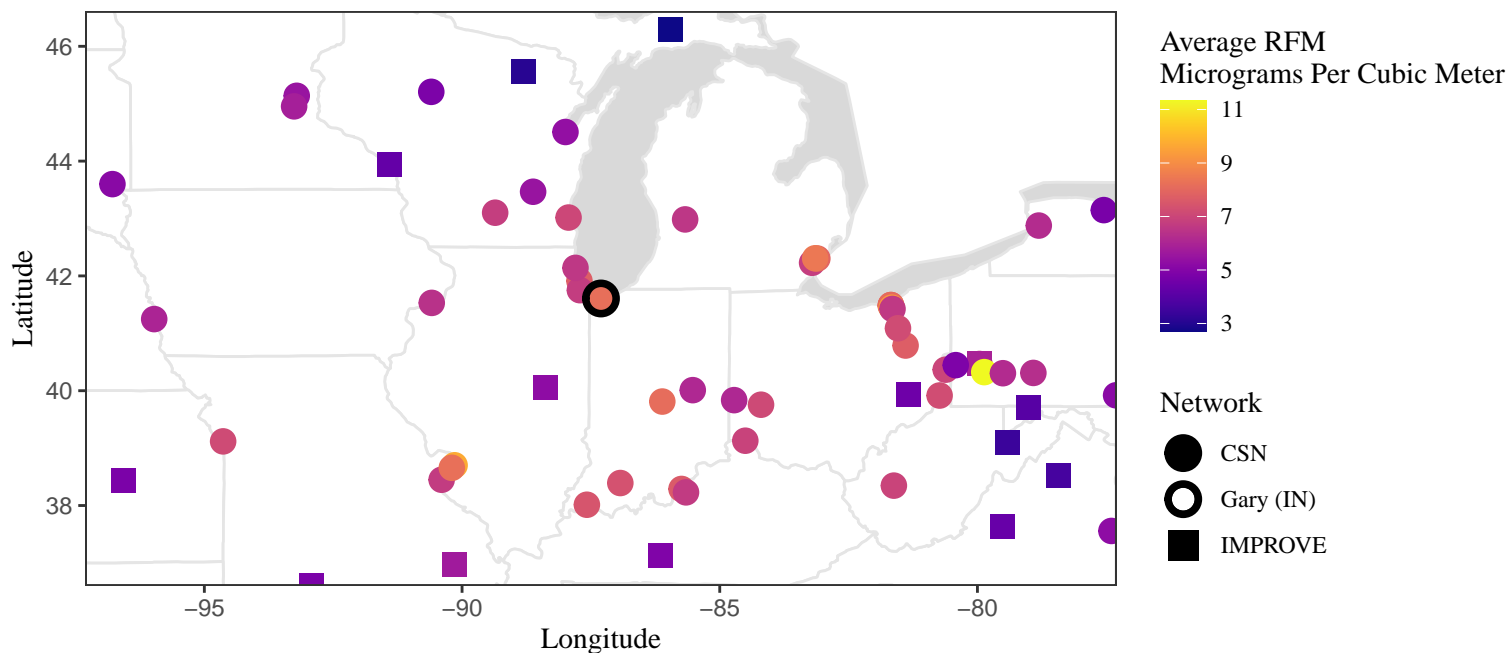 46
44
42
40
38
Latitude
−95
−90
−85
−80
Longitude
Average RFM
Micrograms Per Cubic Meter
11
9
7
5
3
Network
CSN
Gary (IN)
IMPROVE